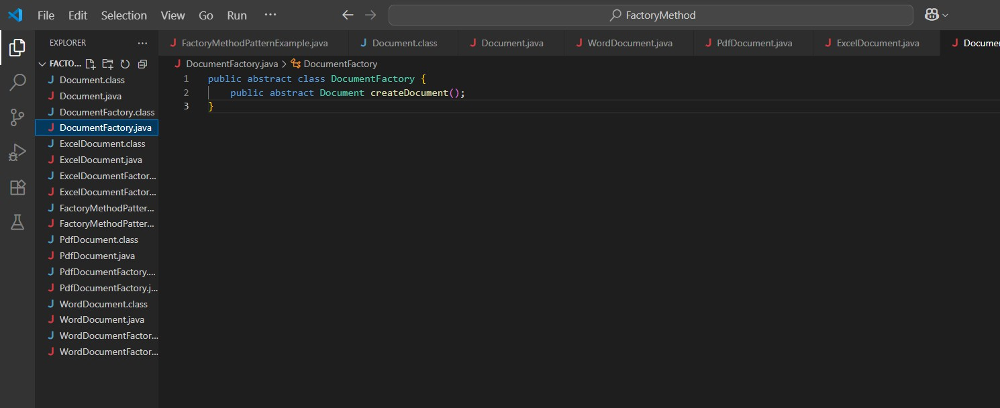 File Edit Selection View Go Run ··· FactoryMethod
EXPLORER ···
FACTO...
Document.class
Document.java
DocumentFactory.class
DocumentFactory.java
ExcelDocument.class
ExcelDocument.java
ExcelDocumentFactor...
ExcelDocumentFactor...
FactoryMethodPatter...
FactoryMethodPatter...
PdfDocument.class
PdfDocument.java
PdfDocumentFactory....
PdfDocumentFactory.j...
WordDocument.class
WordDocument.java
WordDocumentFactor...
WordDocumentFactor...
FactoryMethodPatternExample.java Document.class Document.java WordDocument.java PdfDocument.java ExcelDocument.java Docume
DocumentFactory.java > DocumentFactory
1 public abstract class DocumentFactory {
2 public abstract Document createDocument();
3 }